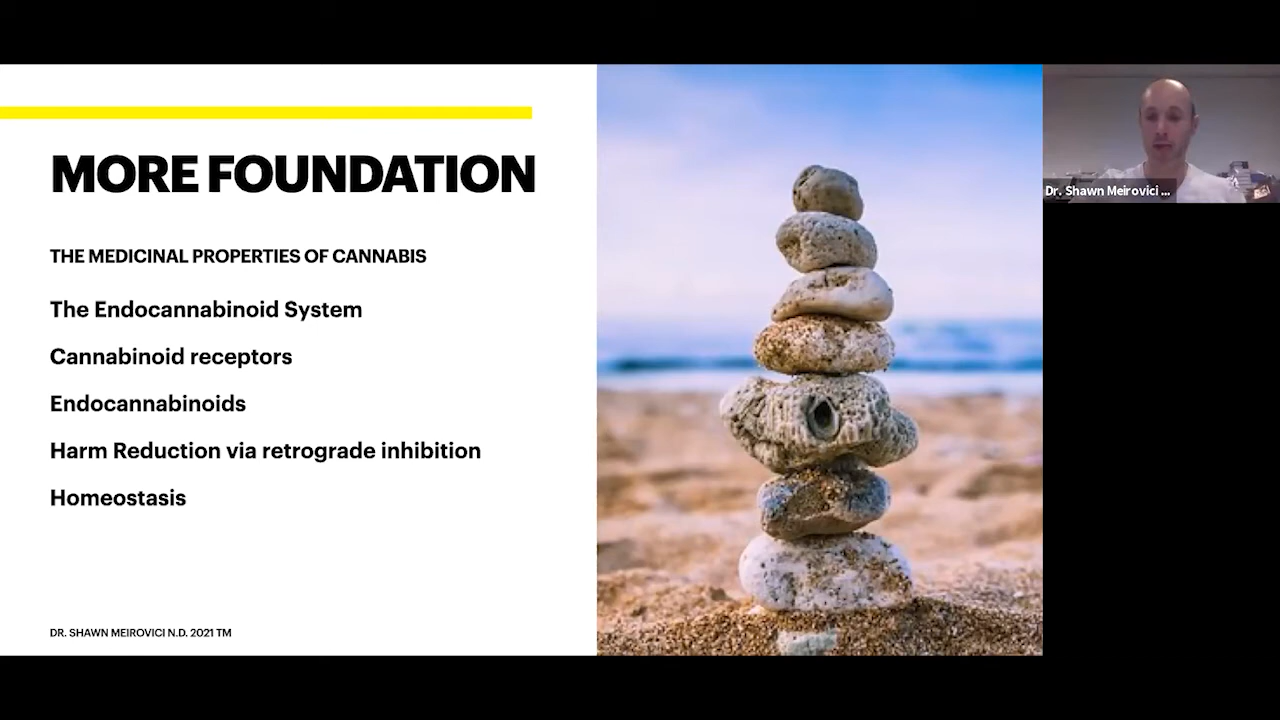 MORE FOUNDATION
THE MEDICINAL PROPERTIES OF CANNABIS
The Endocannabinoid System
Cannabinoid receptors
Endocannabinoids
Harm Reduction via retrograde inhibition
Homeostasis
DR. SHAWN MEIROVICI N.D. 2021 TM
Dr. Shawn Meirovici ...